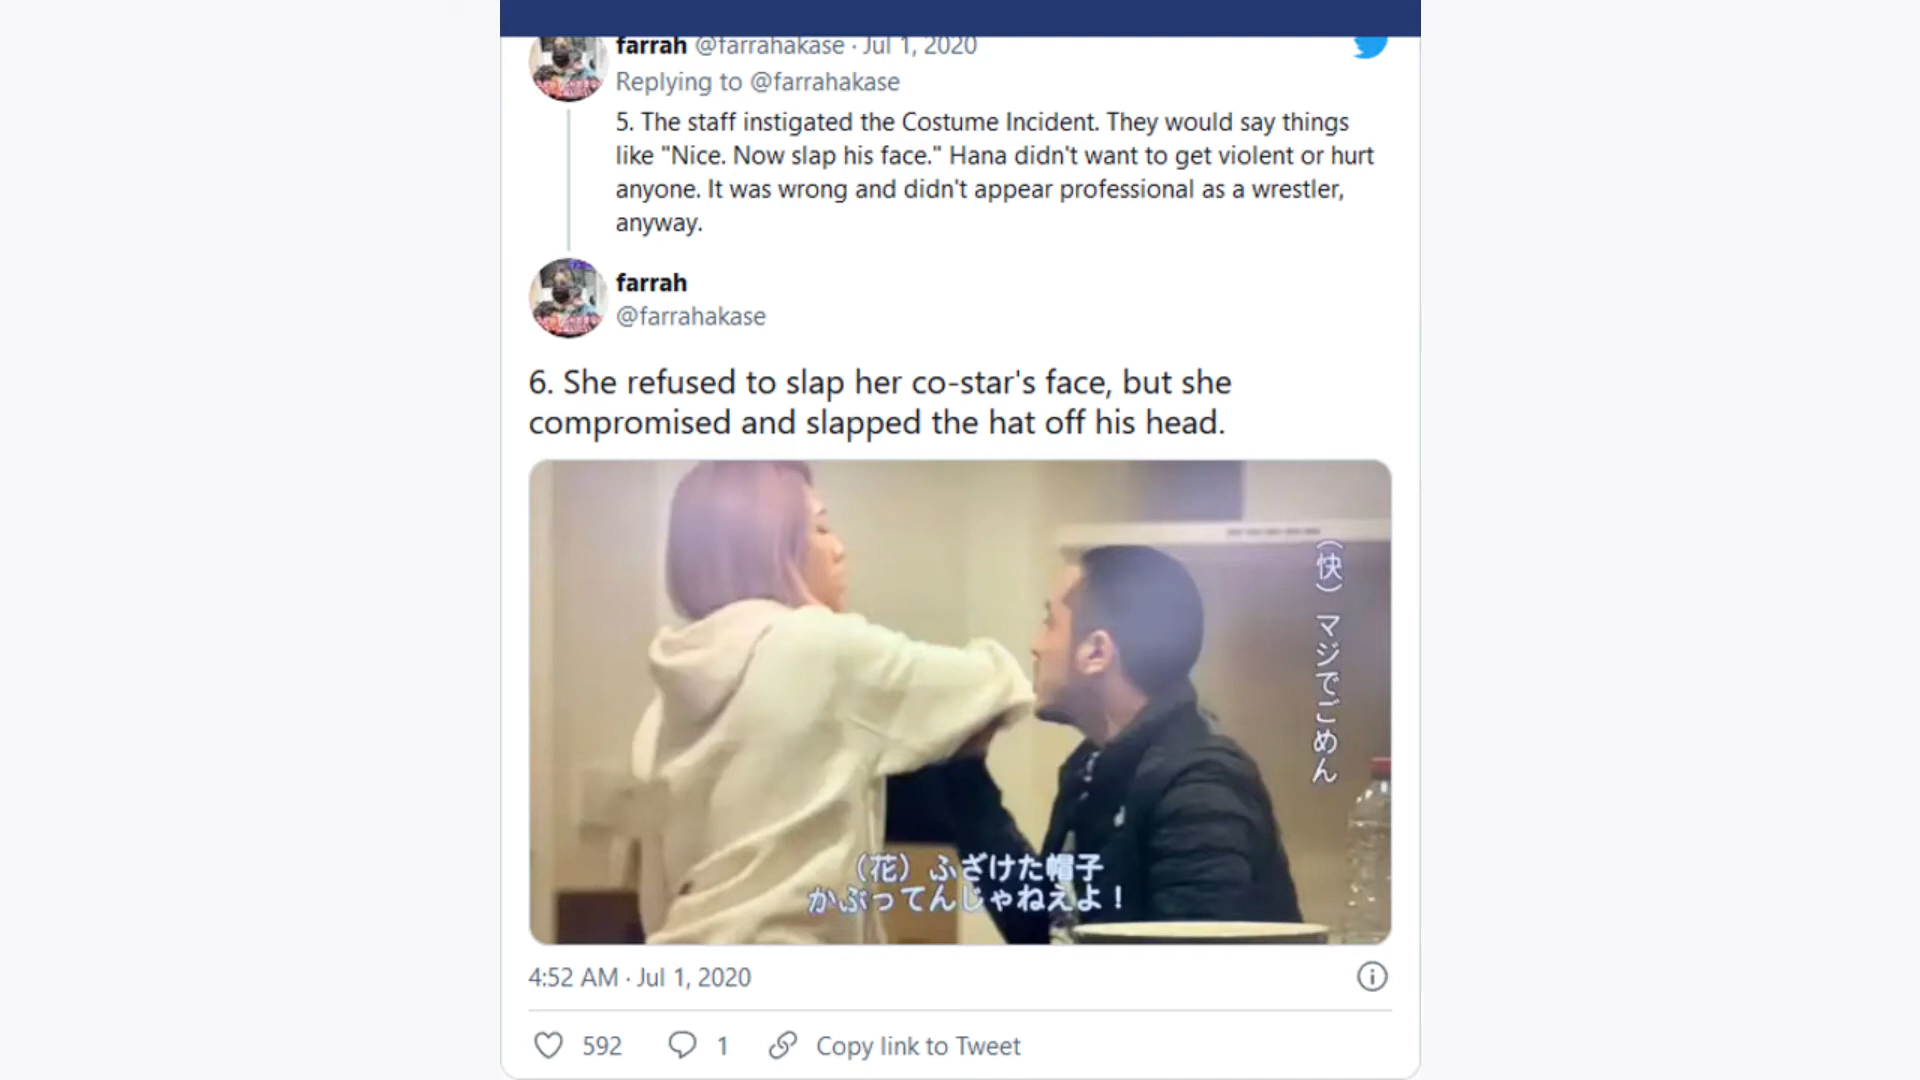 farrah @farrahakase · Jul 1, 2020
Replying to @farrahakase
5. The staff instigated the Costume Incident. They would say things
like "Nice. Now slap his face." Hana didn't want to get violent or hurt
anyone. It was wrong and didn't appear professional as a wrestler,
anyway.
farrah
@farrahakase
6. She refused to slap her co-star's face, but she
compromised and slapped the hat off his head.
（快）マジでごめん
（花）ふざけた帽子
かぶってんじゃねえよ！
4:52 AM · Jul 1, 2020
592
1
Copy link to Tweet